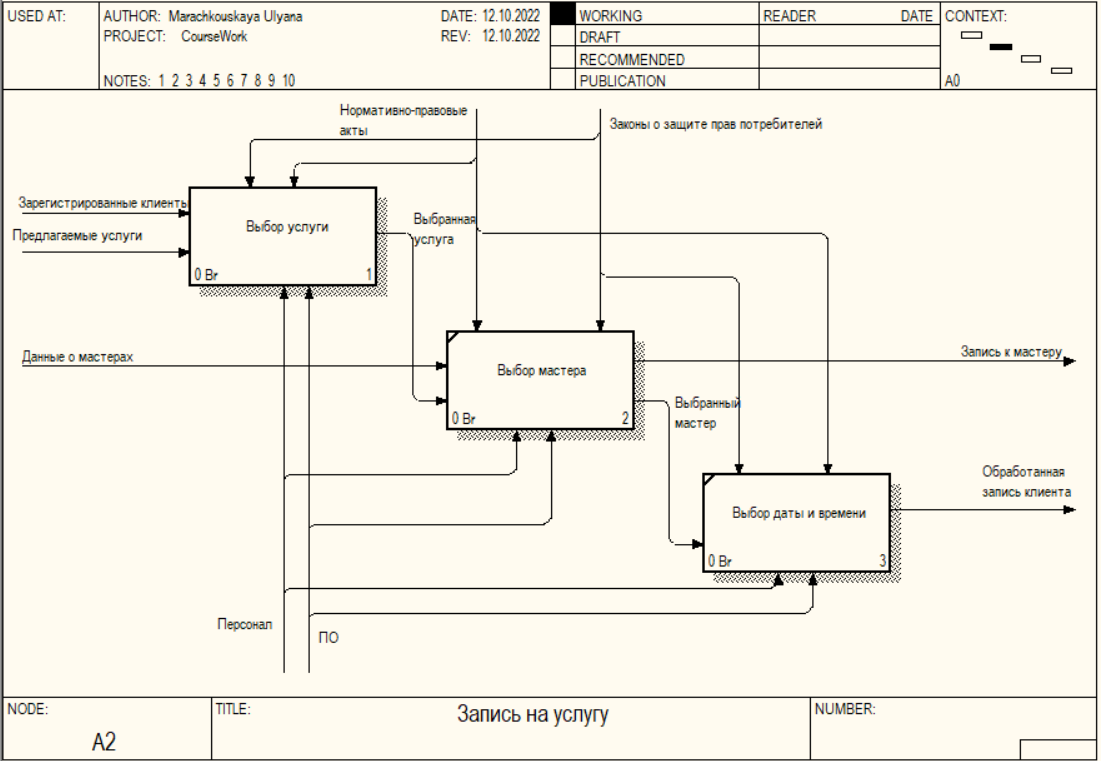 USED AT:
AUTHOR: Marachkouskaya Ulyana
DATE: 12.10.2022
PROJECT: CourseWork
REV: 12.10.2022
NOTES: 1 2 3 4 5 6 7 8 9 10
WORKING
DRAFT
RECOMMENDED
PUBLICATION
READER
DATE
CONTEXT:
A0
Нормативно-правовые
акты
Законы о защите прав потребителей
Зарегистрированные клиенты
Предлагаемые услуги
Выбор услуги
0 Br
1
Выбранная
услуга
Данные о мастерах
Выбор мастера
0 Br
2
Запись к мастеру
Выбранный
мастер
Обработанная
запись клиента
Выбор даты и времени
0 Br
3
Персонал
ПО
NODE:
A2
TITLE:
Запись на услугу
NUMBER: